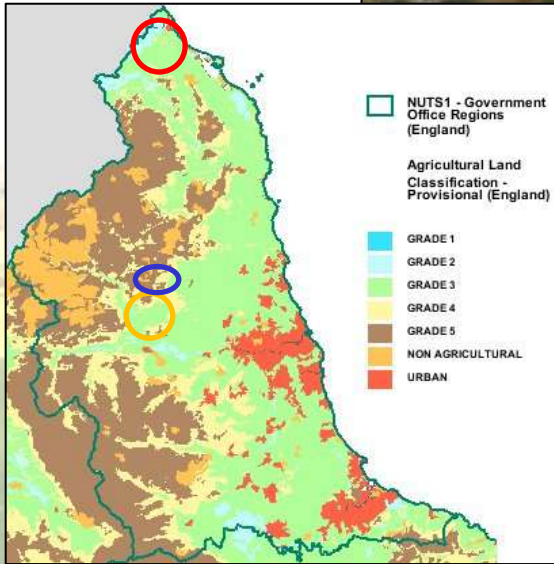 NUTS1 - Government
Office Regions
(England)
Agricultural Land
Classification -
Provisional (England)
GRADE 1
GRADE 2
GRADE 3
GRADE 4
GRADE 5
NON AGRICULTURAL
URBAN